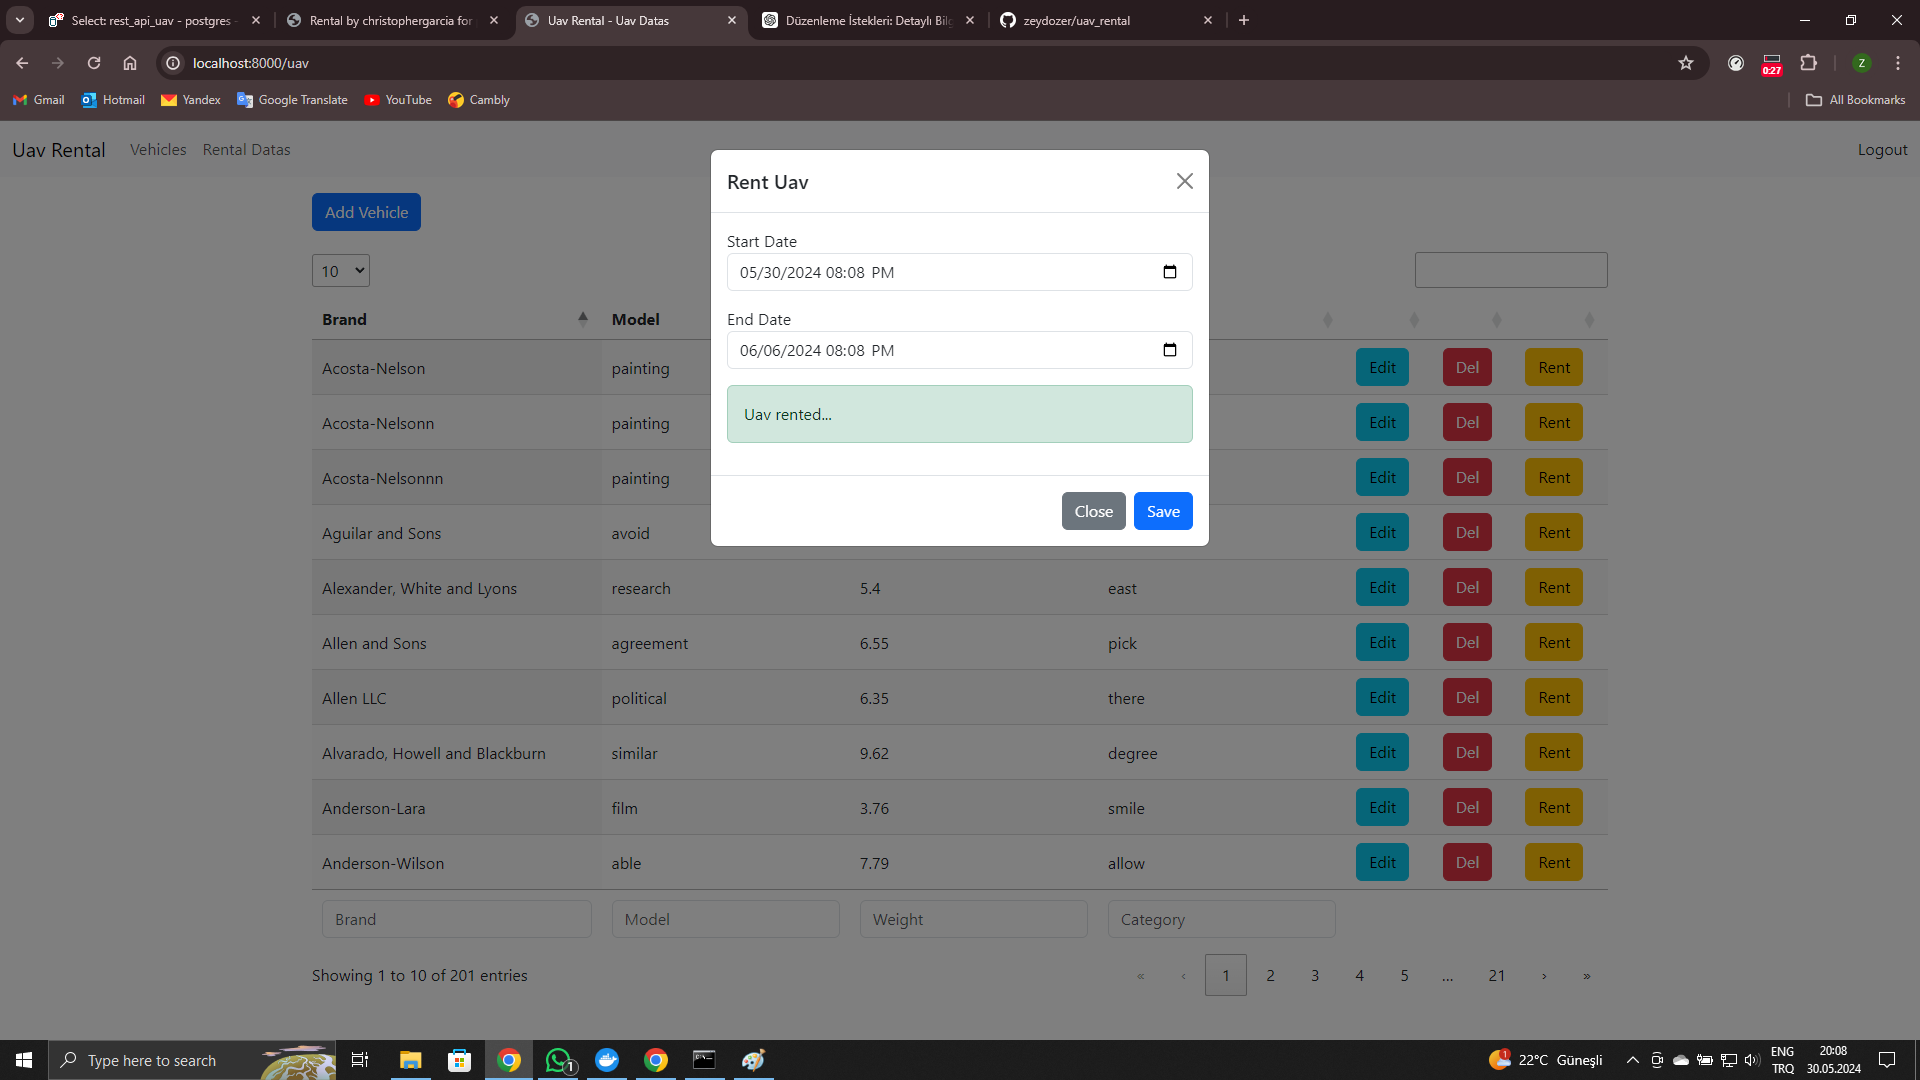 Select: rest_api_uav - postgres -
Rental by christophergarcia for
Uav Rental - Uav Datas
Düzenleme İstekleri: Detaylı Bilg
zeydozer/uav_rental
localhost:8000/uav
0:27
Z
Gmail
Hotmail
Yandex
Google Translate
YouTube
Cambly
All Bookmarks
Uav Rental
Vehicles
Rental Datas
Logout
Add Vehicle
10
Rent Uav
Start Date
05/30/2024 08:08 PM
End Date
06/06/2024 08:08 PM
Uav rented...
Close
Save
Brand Model
Acosta-Nelson painting Edit Del Rent
Acosta-Nelsonn painting Edit Del Rent
Acosta-Nelsonnn painting Edit Del Rent
Aguilar and Sons avoid Edit Del Rent
Alexander, White and Lyons research 5.4 east Edit Del Rent
Allen and Sons agreement 6.55 pick Edit Del Rent
Allen LLC political 6.35 there Edit Del Rent
Alvarado, Howell and Blackburn similar 9.62 degree Edit Del Rent
Anderson-Lara film 3.76 smile Edit Del Rent
Anderson-Wilson able 7.79 allow Edit Del Rent
Brand Model Weight Category
Showing 1 to 10 of 201 entries
« ‹ 1 2 3 4 5 ... 21 › »
Type here to search
1
1
22°C Güneşli
ENG
TRQ
20:08
30.05.2024